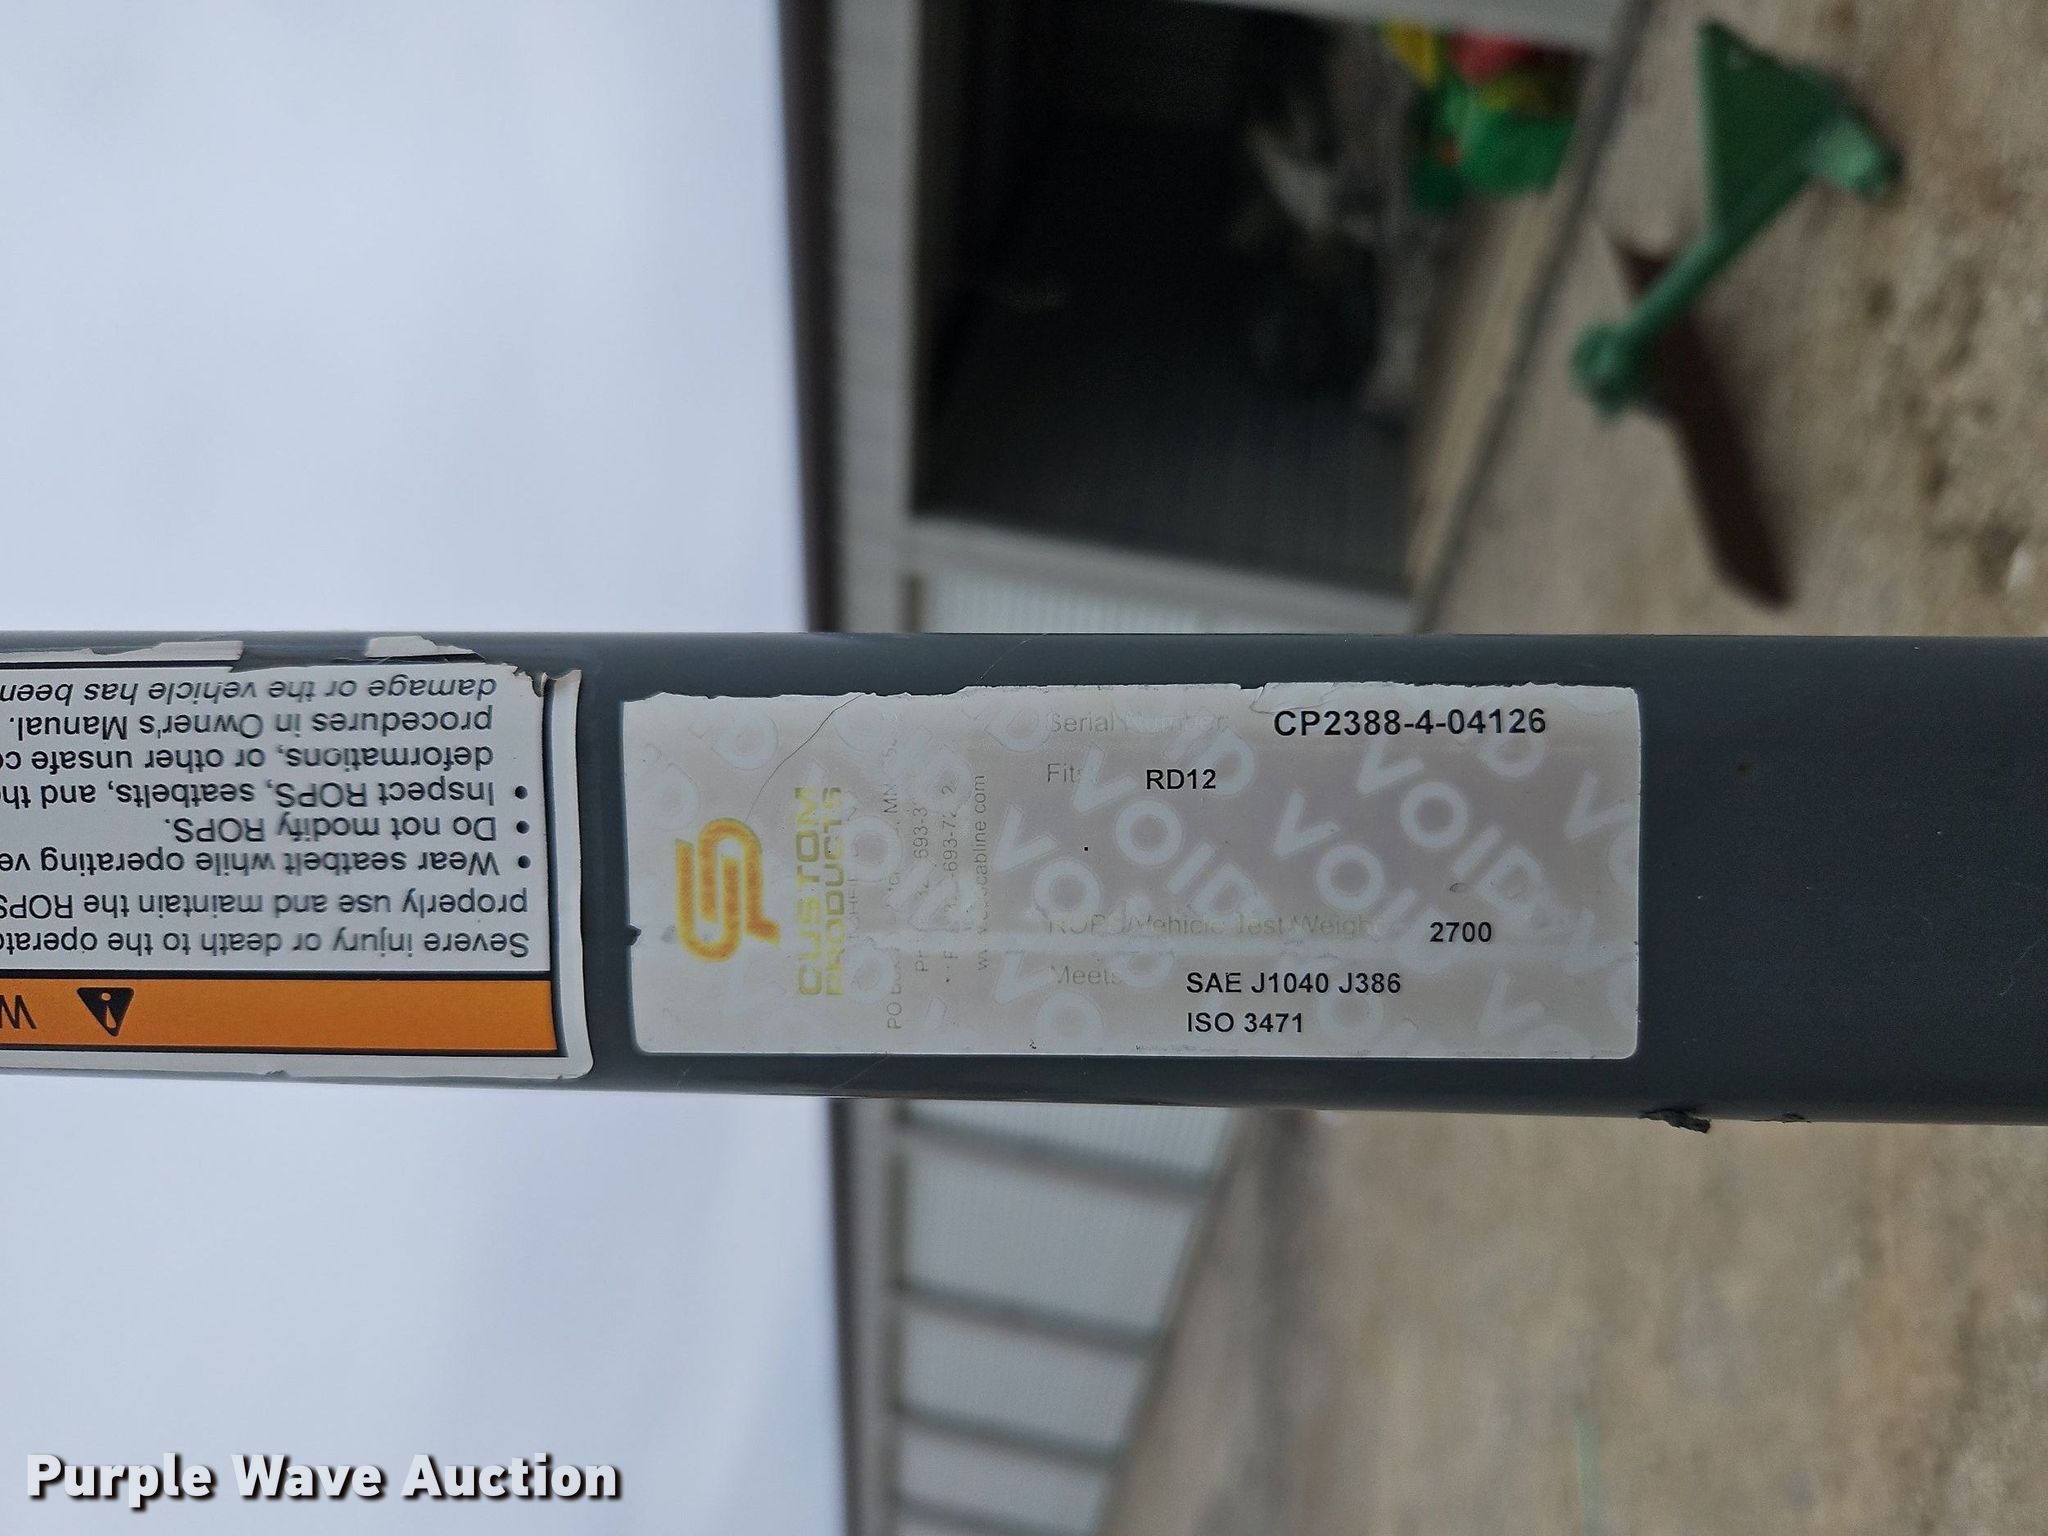 WARNING
Severe injury or death to the
properly use and maintain the ROPS
• Wear seatbelt while operating
• Do not modify ROPS.
• Inspect ROPS, seatbelts, and
deformations, or other unsafe
procedures in Owner's Manual.
damage or the vehicle has been
CUSTOM
PRODUCTS
Serial Number: CP2388-4-04126
Fits RD12
ROPS/Vehicle Test Weight 2700
Meets SAE J1040 J386
ISO 3471
VOID
Purple Wave Auction